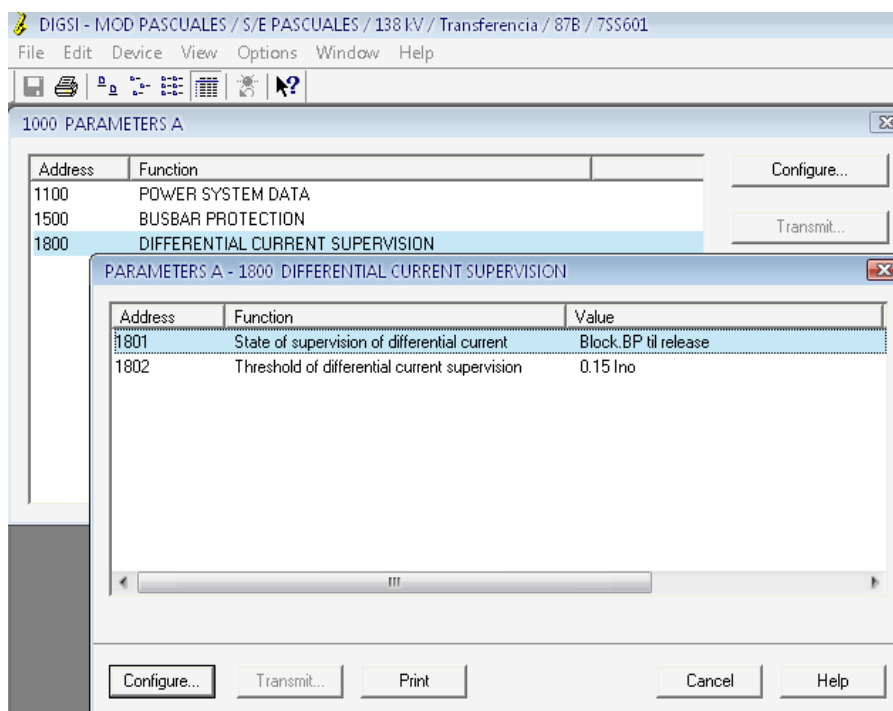 DIGSI - MOD PASCUALES / S/E PASCUALES / 138 kV / Transferencia / 87B / 7SS601
File Edit Device View Options Window Help
1000 PARAMETERS A
Address Function
Configure...
1100 POWER SYSTEM DATA
1500 BUSBAR PROTECTION
Transmit...
1800 DIFFERENTIAL CURRENT SUPERVISION
PARAMETERS A - 1800 DIFFERENTIAL CURRENT SUPERVISION
Address Function Value
1801 State of supervision of differential current Block.BP til release
1802 Threshold of differential current supervision 0.15 Ino
Configure... Transmit... Print Cancel Help